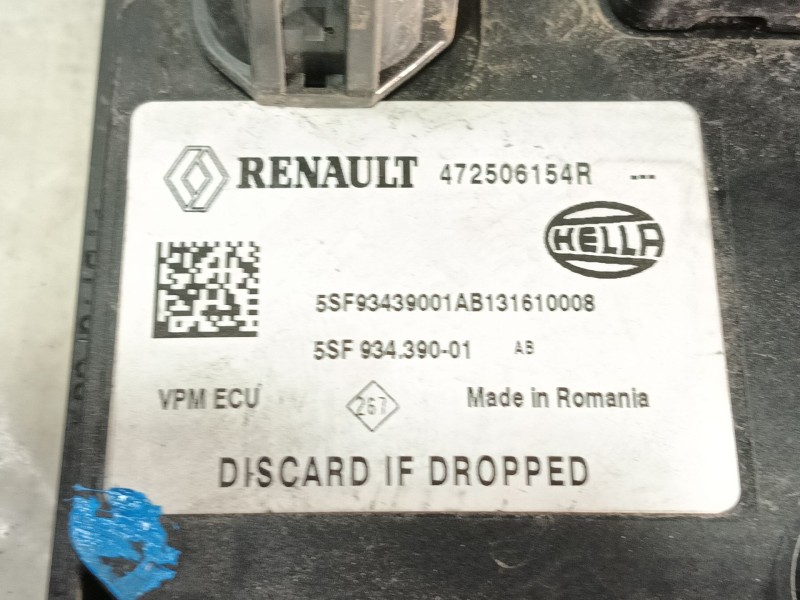 RENAULT 472506154R ---
HELLA
5SF93439001AB131610008
5SF 934.390-01 AB
VPM ECU 267 Made in Romania
DISCARD IF DROPPED